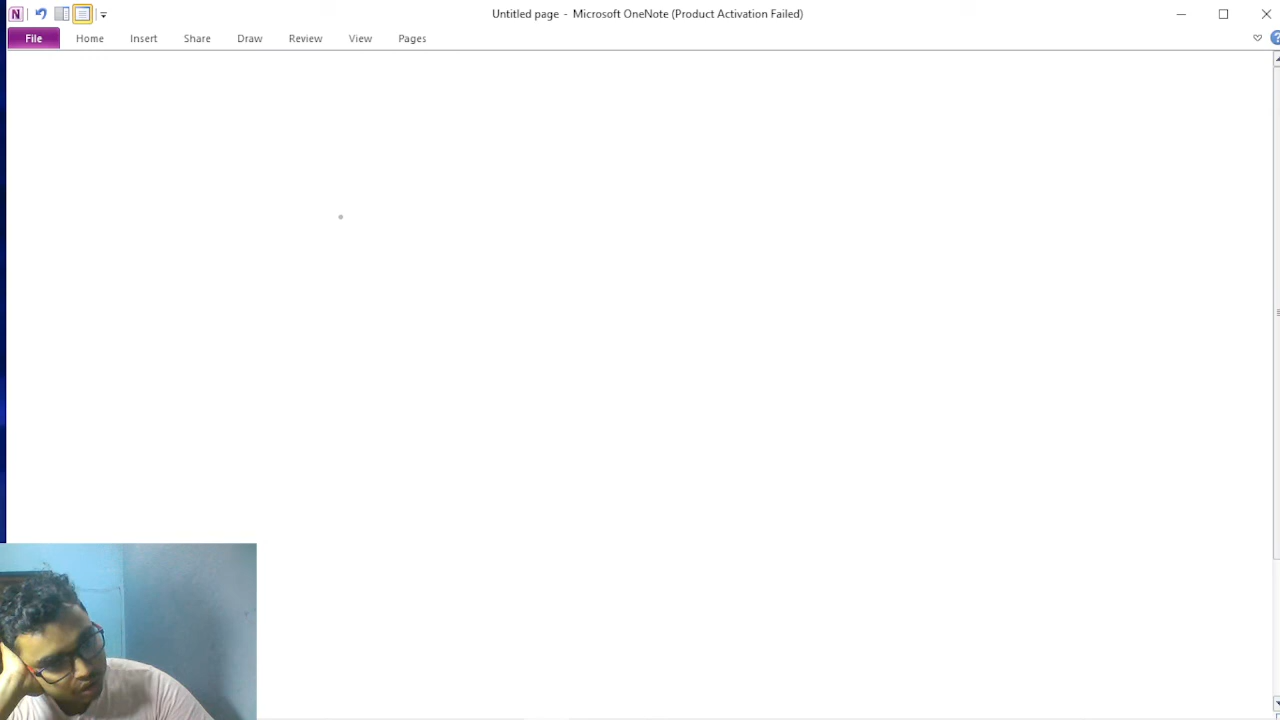 Untitled page - Microsoft OneNote (Product Activation Failed)
File Home Insert Share Draw Review View Pages